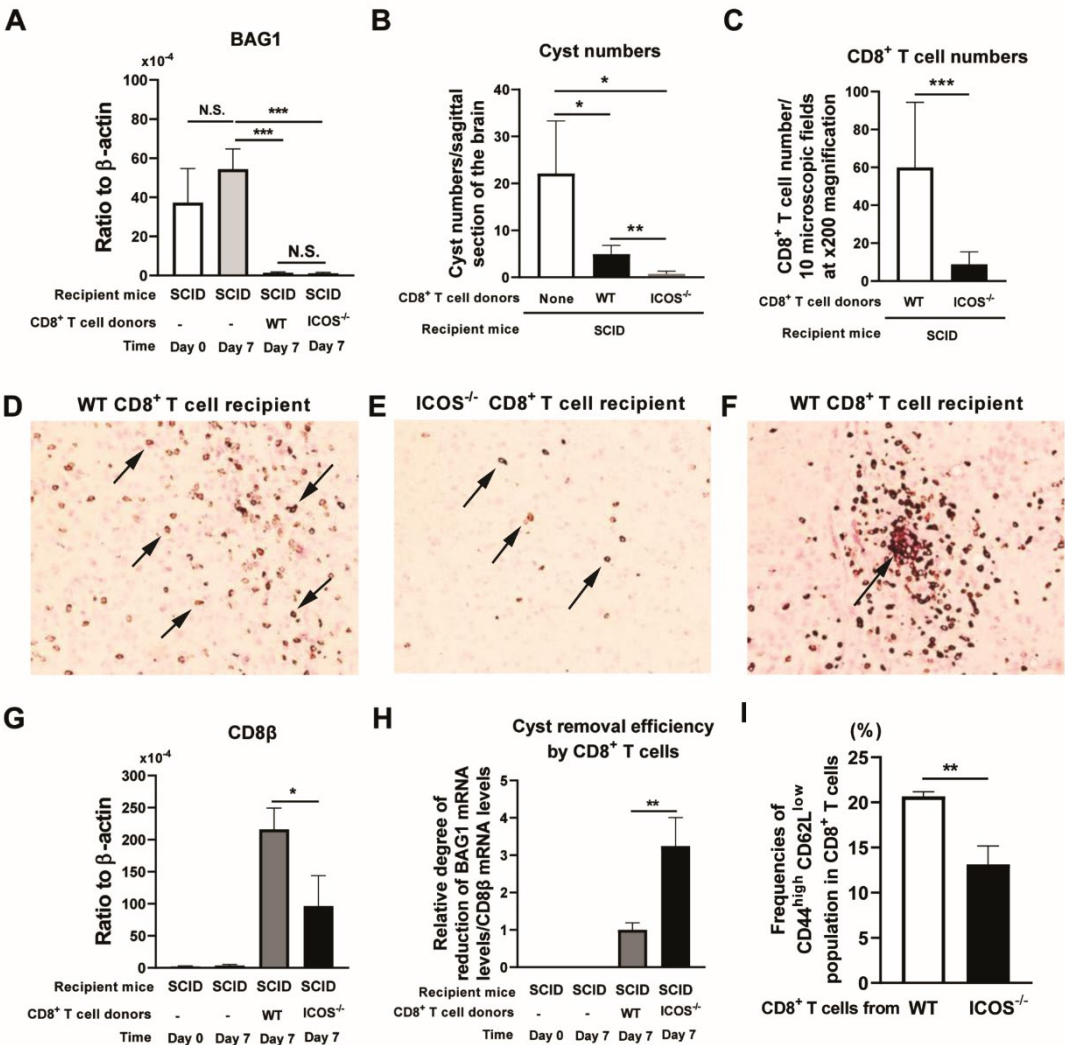 A
BAG1
x10⁻⁴
100
80
60
40
20
0
Ratio to β-actin
N.S.
***
***
N.S.
Recipient mice SCID SCID SCID SCID
CD8⁺ T cell donors - - WT ICOS⁻/⁻
Time Day 0 Day 7 Day 7 Day 7
B
Cyst numbers
40
30
20
10
0
Cyst numbers/sagittal
section of the brain
*
*
**
CD8⁺ T cell donors None WT ICOS⁻/⁻
Recipient mice SCID
C
CD8⁺ T cell numbers
100
80
60
40
20
0
CD8⁺ T cell number/
10 microscopic fields
at x200 magnification
***
CD8⁺ T cell donors WT ICOS⁻/⁻
Recipient mice SCID
D
WT CD8⁺ T cell recipient
E
ICOS⁻/⁻ CD8⁺ T cell recipient
F
WT CD8⁺ T cell recipient
G
CD8β
x10⁻⁴
300
250
200
150
100
50
0
Ratio to β-actin
*
Recipient mice SCID SCID SCID SCID
CD8⁺ T cell donors - - WT ICOS⁻/⁻
Time Day 0 Day 7 Day 7 Day 7
H
Cyst removal efficiency
by CD8⁺ T cells
5
4
3
2
1
0
Relative degree of
reduction of BAG1 mRNA
levels/CD8β mRNA levels
**
Recipient mice SCID SCID SCID SCID
CD8⁺ T cell donors - - WT ICOS⁻/⁻
Time Day 0 Day 7 Day 7 Day 7
I
(%)
25
20
15
10
5
0
Frequencies of
CD44ʰⁱᵍʰ CD62Lˡᵒʷ
population in CD8⁺ T cells
**
CD8⁺ T cells from WT ICOS⁻/⁻